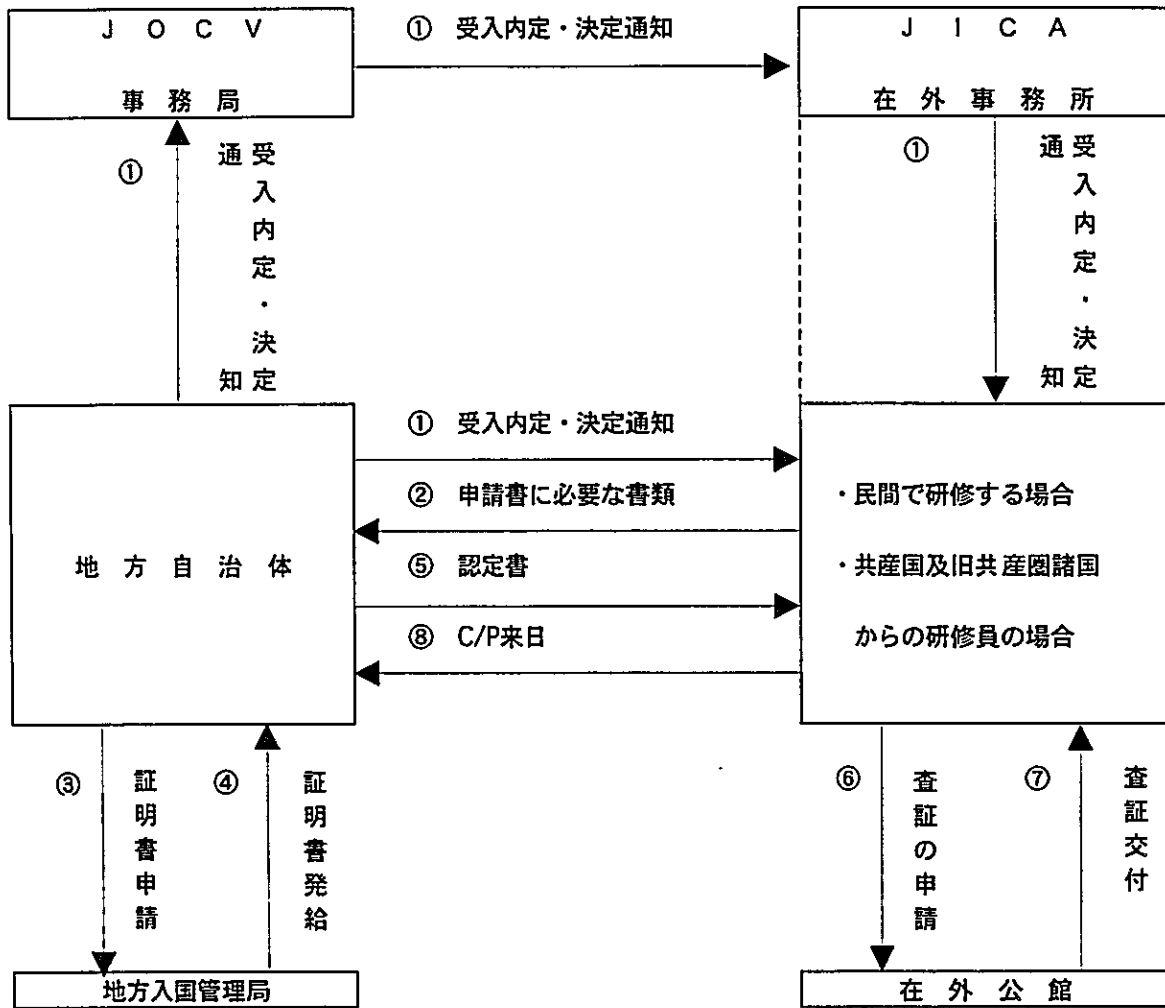 JOCV
事務局
① 受入内定・決定通知
JICA
在外事務所
①
受入内定・決定
通知
①
受入内定・決定
通知
地方自治体
① 受入内定・決定通知
② 申請書に必要な書類
⑤ 認定書
⑧ C/P来日
・民間で研修する場合
・共産国及旧共産圏諸国
からの研修員の場合
③
証明書申請
④
証明書発給
⑥
査証の申請
⑦
査証交付
地方入国管理局
在外公館